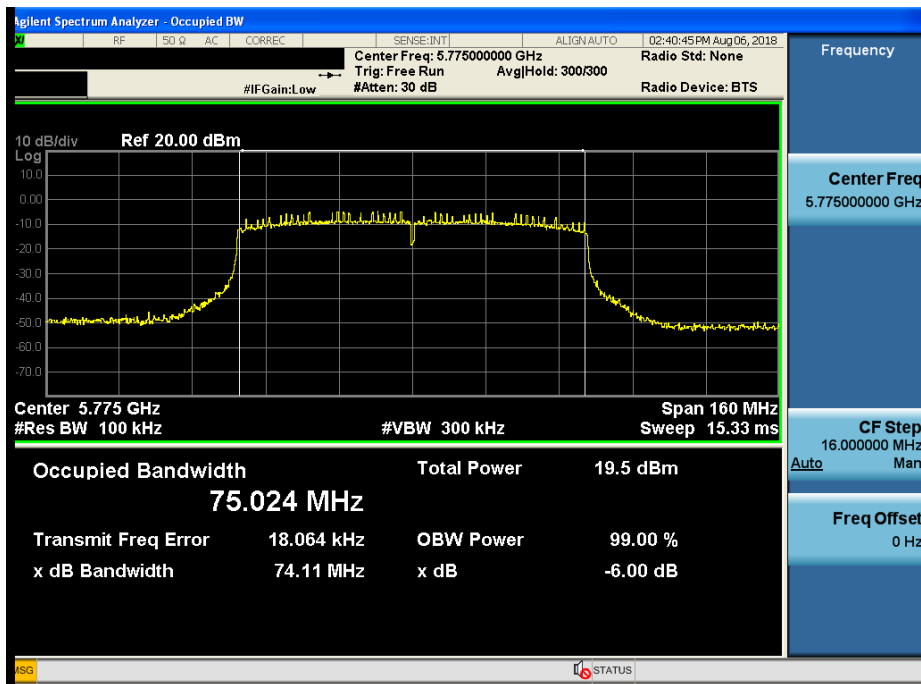 Agilent Spectrum Analyzer - Occupied BW
XI RF 50 Ω AC CORREC SENSE:INT ALIGN AUTO 02:40:45 PM Aug 06, 2018
Center Freq: 5.775000000 GHz Radio Std: None
Trig: Free Run Avg|Hold: 300/300
#IFGain:Low #Atten: 30 dB Radio Device: BTS
10 dB/div Ref 20.00 dBm
Log
10.0
0.00
-10.0
-20.0
-30.0
-40.0
-50.0
-60.0
-70.0
Center 5.775 GHz Span 160 MHz
#Res BW 100 kHz #VBW 300 kHz Sweep 15.33 ms
Occupied Bandwidth Total Power 19.5 dBm
75.024 MHz
Transmit Freq Error 18.064 kHz OBW Power 99.00 %
x dB Bandwidth 74.11 MHz x dB -6.00 dB
Frequency
Center Freq
5.775000000 GHz
CF Step
16.000000 MHz
Auto Man
Freq Offset
0 Hz
MSG STATUS